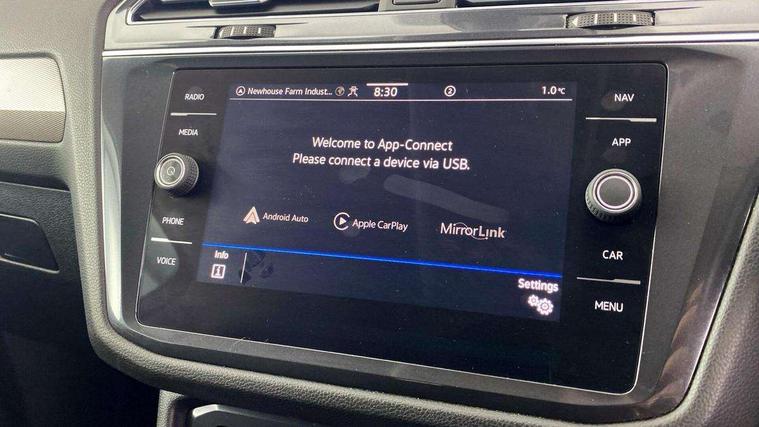 RADIO
MEDIA
PHONE
VOICE
Newhouse Farm Indust... 8:30 2 1.0°C
Welcome to App-Connect
Please connect a device via USB.
Android Auto
Apple CarPlay
MirrorLink
Info
Settings
NAV
APP
CAR
MENU